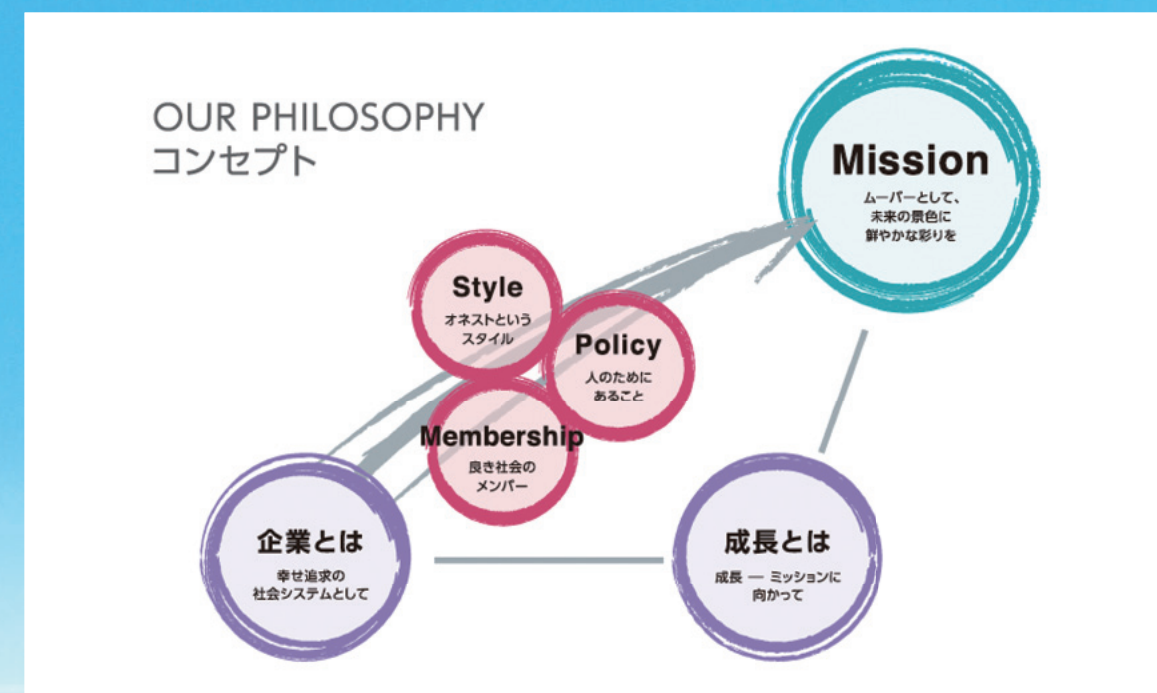 OUR PHILOSOPHY
コンセプト
Mission
ムーバーとして、
未来の景色に
鮮やかな彩りを
Style
オネストという
スタイル
Policy
人のために
あること
Membership
良き社会の
メンバー
企業とは
幸せ追求の
社会システムとして
成長とは
成長 ― ミッションに
向かって